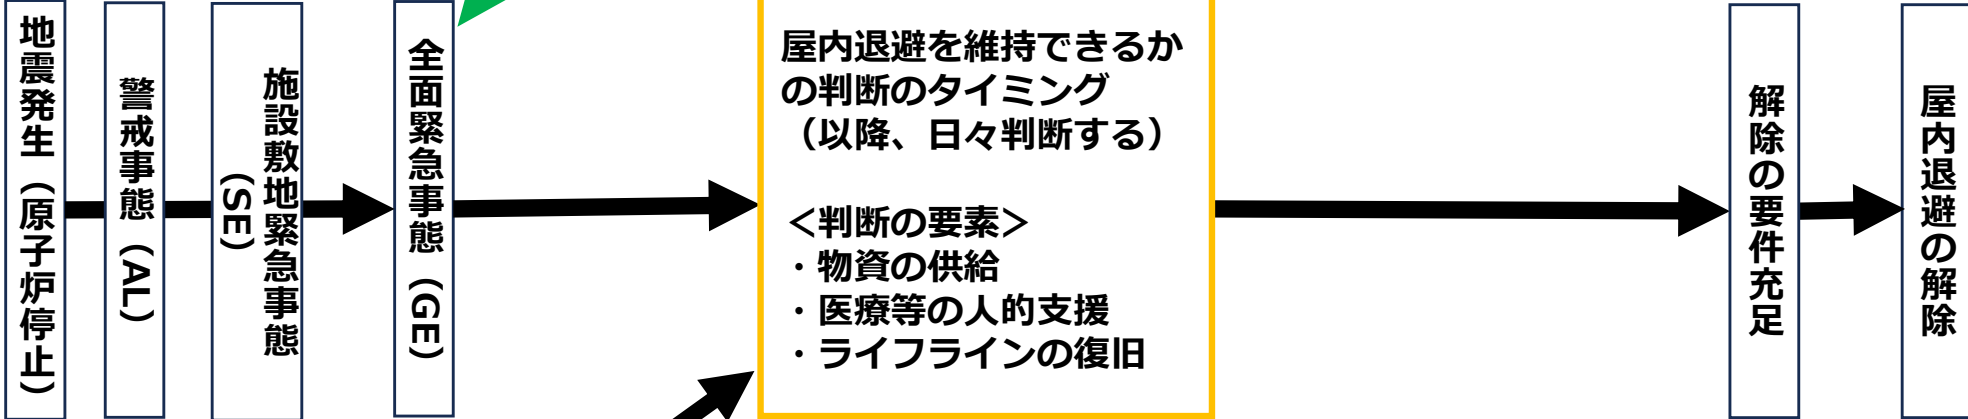 地震発生（原子炉停止）
警戒事態（AL）
施設敷地緊急事態
（SE）
全面緊急事態（GE）
屋内退避を維持できるか
の判断のタイミング
（以降、日々判断する）
＜判断の要素＞
・物資の供給
・医療等の人的支援
・ライフラインの復旧
解除の要件充足
屋内退避の解除